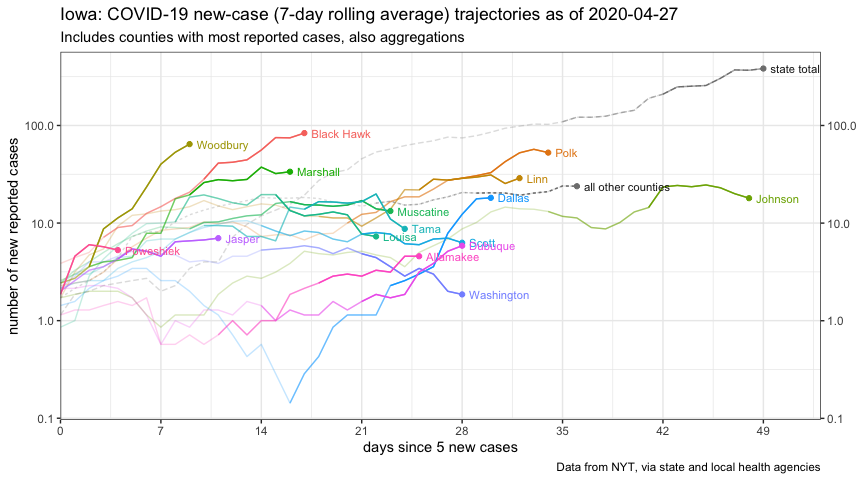 Iowa: COVID-19 new-case (7-day rolling average) trajectories as of 2020-04-27
Includes counties with most reported cases, also aggregations
state total
100.0
100.0
Woodbury
Black Hawk
Polk
Marshall
Linn
all other counties
Dallas
Johnson
Muscatine
10.0
10.0
Tama
Louisa
Jasper
Scott
Dubuque
Poweshiek
Allamakee
Washington
1.0
1.0
0.1
0.1
0
7
14
21
28
35
42
49
number of new reported cases
days since 5 new cases
Data from NYT, via state and local health agencies